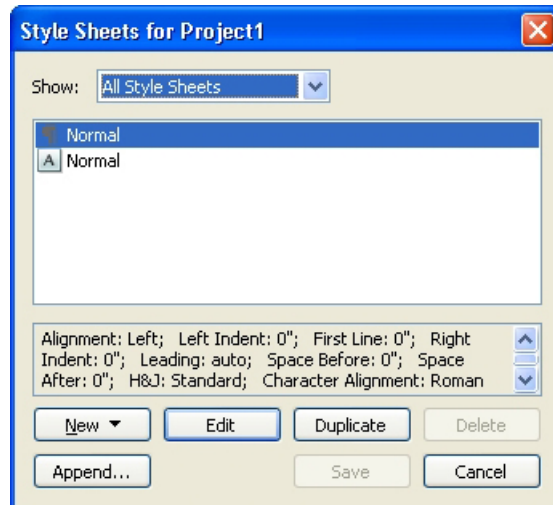 Style Sheets for Project1
Show: All Style Sheets
¶ Normal
A Normal
Alignment: Left; Left Indent: 0"; First Line: 0"; Right
Indent: 0"; Leading: auto; Space Before: 0"; Space
After: 0"; H&J: Standard; Character Alignment: Roman
New Edit Duplicate Delete
Append... Save Cancel